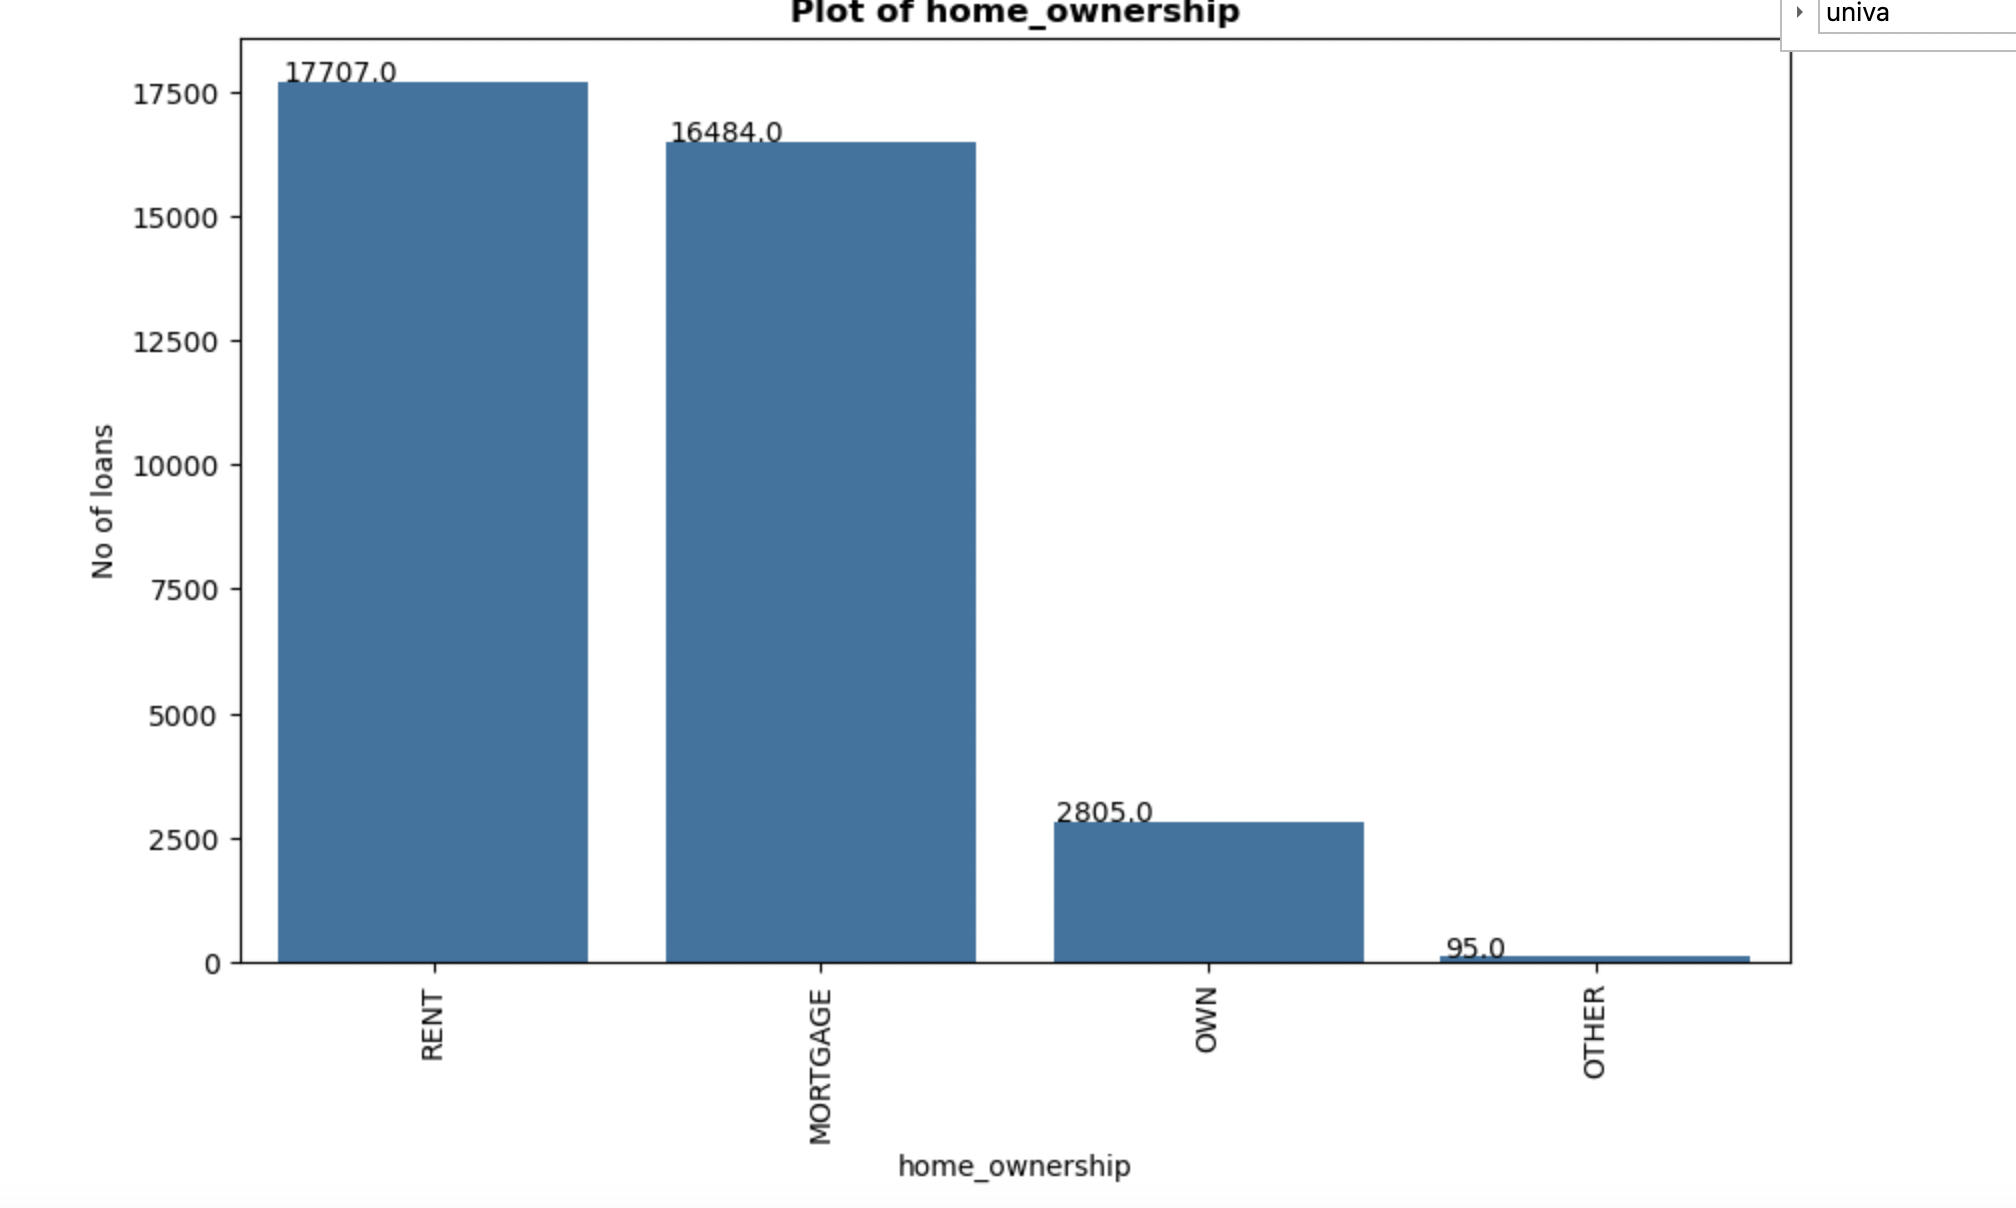 Plot of home_ownership
univa
17707.0
16484.0
2805.0
95.0
17500
15000
12500
10000
7500
5000
2500
0
No of loans
RENT
MORTGAGE
OWN
OTHER
home_ownership